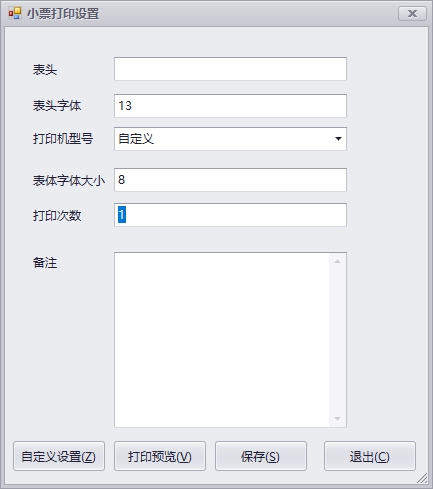 小票打印设置
表头
表头字体 13
打印机型号 自定义
表体字体大小 8
打印次数 1
备注
自定义设置(Z) 打印预览(V) 保存(S) 退出(C)